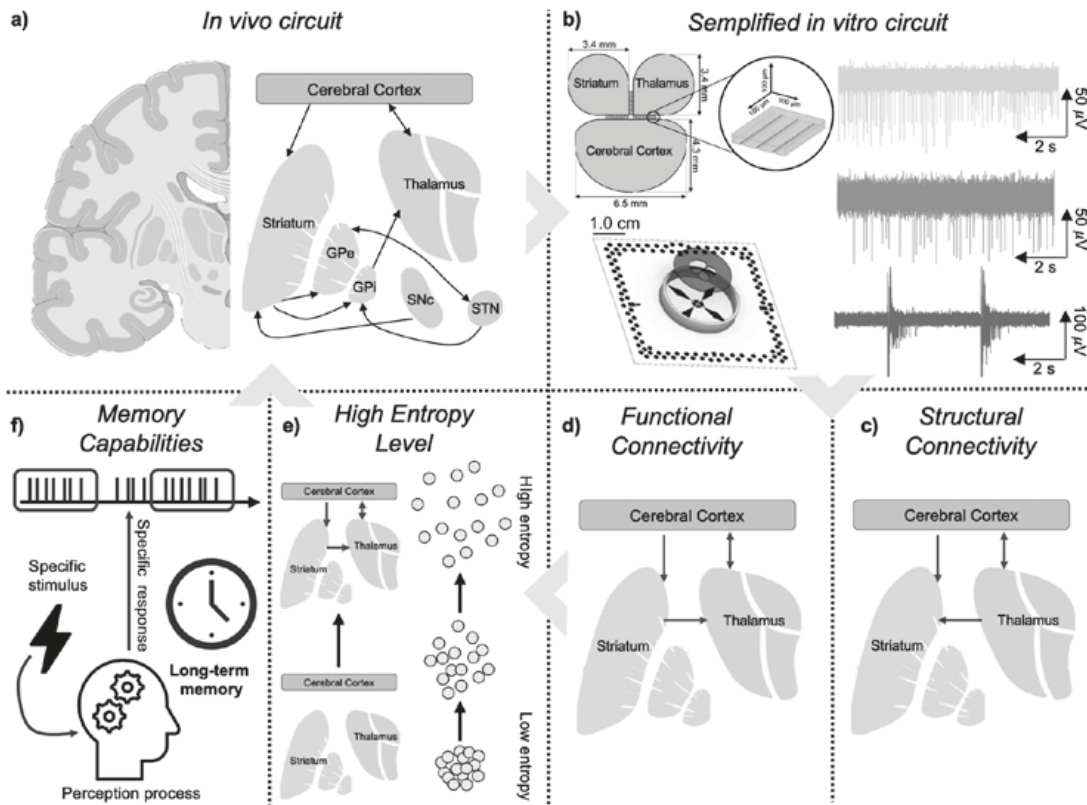 a)
In vivo circuit
Cerebral Cortex
Thalamus
Striatum
GPe
GPi
SNc
STN
b)
Semplified in vitro circuit
3.4 mm
Striatum
Thalamus
3.4 mm
Cerebral Cortex
4.3 mm
6.5 mm
100 µm
100 µm
1.0 cm
50 µV
2 s
50 µV
2 s
100 µV
2 s
f)
Memory
Capabilities
Specific
stimulus
Specific response
Long-term
memory
Perception process
e)
High Entropy
Level
Cerebral Cortex
Striatum
Thalamus
Cerebral Cortex
Striatum
Thalamus
High entropy
Low entropy
d)
Functional
Connectivity
Cerebral Cortex
Striatum
Thalamus
c)
Structural
Connectivity
Cerebral Cortex
Striatum
Thalamus